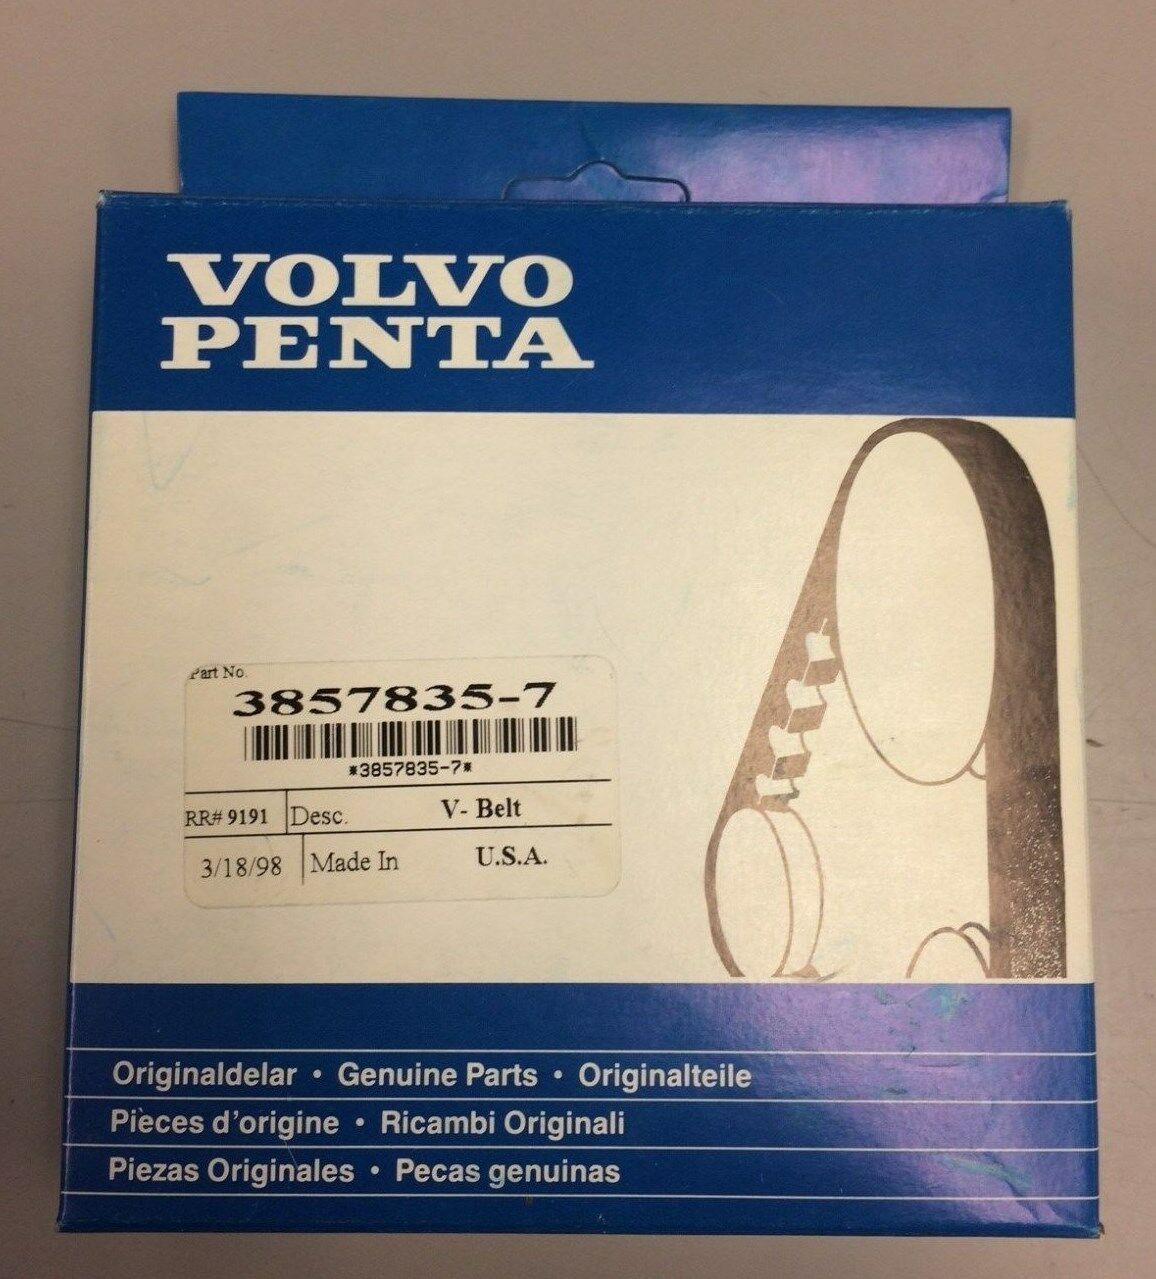 VOLVO
PENTA
Part No.
3857835-7
*3857835-7*
RR# 9191 Desc. V- Belt
3/18/98 Made In U.S.A.
Originaldelar • Genuine Parts • Originalteile
Pièces d'origine • Ricambi Originali
Piezas Originales • Pecas genuinas